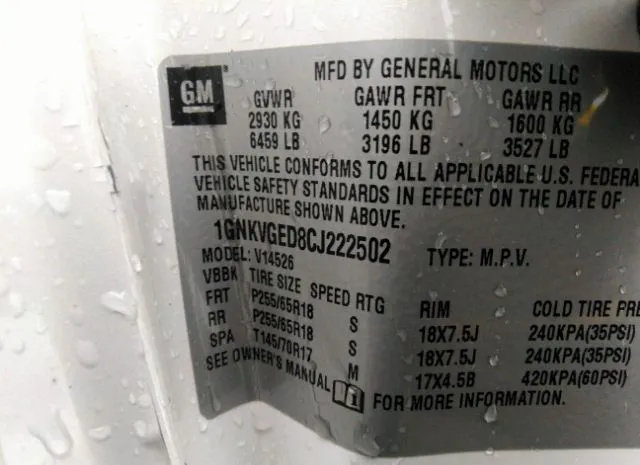 GM® MFD BY GENERAL MOTORS LLC
GVWR GAWR FRT GAWR RR
2930 KG 1450 KG 1600 KG
6459 LB 3196 LB 3527 LB
THIS VEHICLE CONFORMS TO ALL APPLICABLE U.S. FEDERA
VEHICLE SAFETY STANDARDS IN EFFECT ON THE DATE OF
MANUFACTURE SHOWN ABOVE.
1GNKVGED8CJ222502
MODEL: V14526 TYPE: M.P.V.
VBBK TIRE SIZE SPEED RTG RIM COLD TIRE PRE
FRT P255/65R18 S 18X7.5J 240KPA(35PSI)
RR P255/65R18 S 18X7.5J 240KPA(35PSI)
SPA T145/70R17 M 17X4.5B 420KPA(60PSI)
SEE OWNER'S MANUAL i FOR MORE INFORMATION.